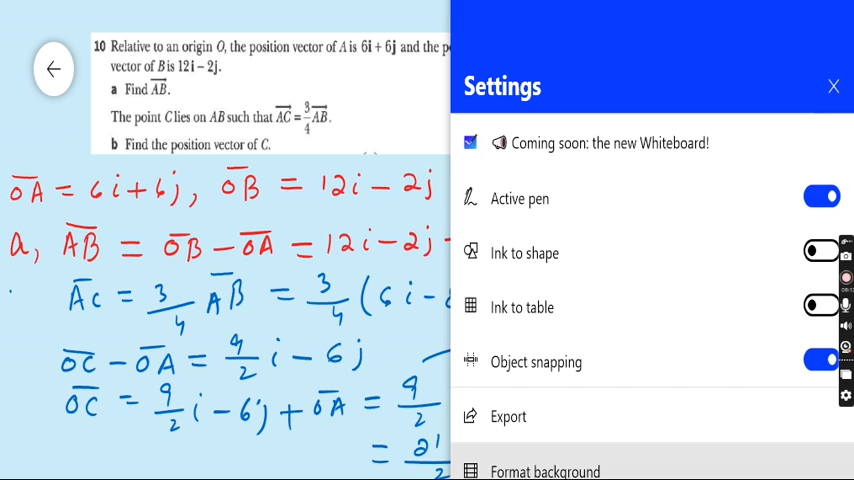 10 Relative to an origin O, the position vector of A is 6i + 6j and the
vector of B is 12i – 2j.
a Find AB.
The point C lies on AB such that AC = 3/4 AB.
b Find the position vector of C.
OA = 6i + 6j, OB = 12i – 2j
a, AB = OB – OA = 12i – 2j
AC = 3/4 AB = 3/4 (6i –
OC – OA = 9/2 i – 6j
OC = 9/2 i – 6j + OA = 9/2
= 21/2
Settings
Coming soon: the new Whiteboard!
Active pen
Ink to shape
Ink to table
Object snapping
Export
Format background